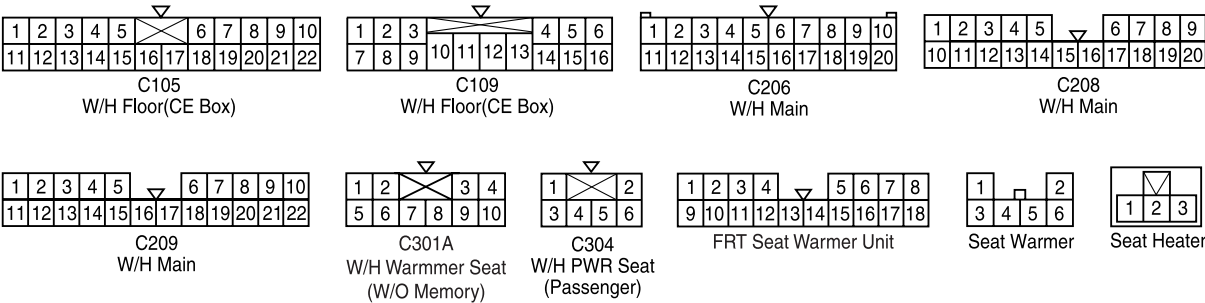 1 2 3 4 5 6 7 8 9 10
11 12 13 14 15 16 17 18 19 20 21 22
C105
W/H Floor(CE Box)
1 2 3 4 5 6
7 8 9 10 11 12 13 14 15 16
C109
W/H Floor(CE Box)
1 2 3 4 5 6 7 8 9 10
11 12 13 14 15 16 17 18 19 20
C206
W/H Main
1 2 3 4 5 6 7 8 9
10 11 12 13 14 15 16 17 18 19 20
C208
W/H Main
1 2 3 4 5 6 7 8 9 10
11 12 13 14 15 16 17 18 19 20 21 22
C209
W/H Main
1 2 3 4
5 6 7 8 9 10
C301A
W/H Warmmer Seat
(W/O Memory)
1 2
3 4 5 6
C304
W/H PWR Seat
(Passenger)
1 2 3 4 5 6 7 8
9 10 11 12 13 14 15 16 17 18
FRT Seat Warmer Unit
1 2
3 4 5 6
Seat Warmer
1 2 3
Seat Heater